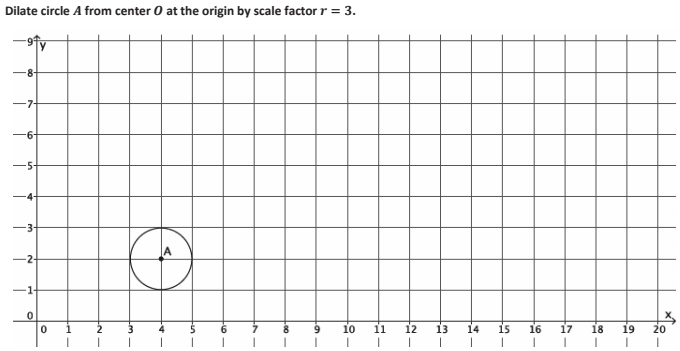 Dilate circle A from center O at the origin by scale factor r = 3.
9 y
8
7
6
5
4
3
A
2
1
0 x
0 1 2 3 4 5 6 7 8 9 10 11 12 13 14 15 16 17 18 19 20